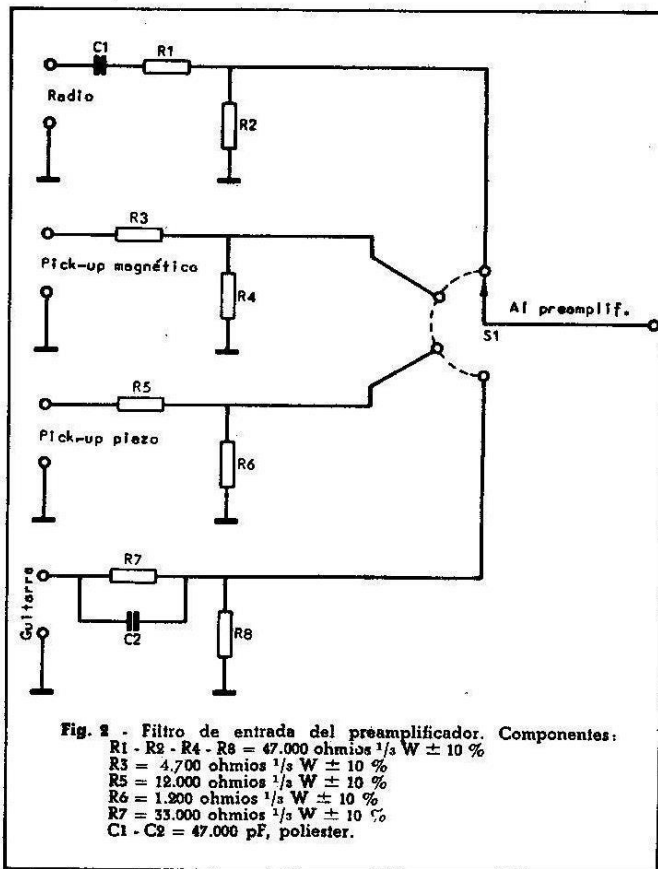 C1
R1
Radio
R2
R3
Pick-up magnético
R4
Al preamplif.
S1
R5
Pick-up piezo
R6
R7
Guitarra
C2
R8
Fig. 2 - Filtro de entrada del preamplificador. Componentes:
R1 - R2 - R4 - R8 = 47.000 ohmios 1/3 W ± 10 %
R3 = 4.700 ohmios 1/3 W ± 10 %
R5 = 12.000 ohmios 1/3 W ± 10 %
R6 = 1.200 ohmios 1/3 W ± 10 %
R7 = 33.000 ohmios 1/3 W ± 10 %
C1 - C2 = 47.000 pF, poliester.